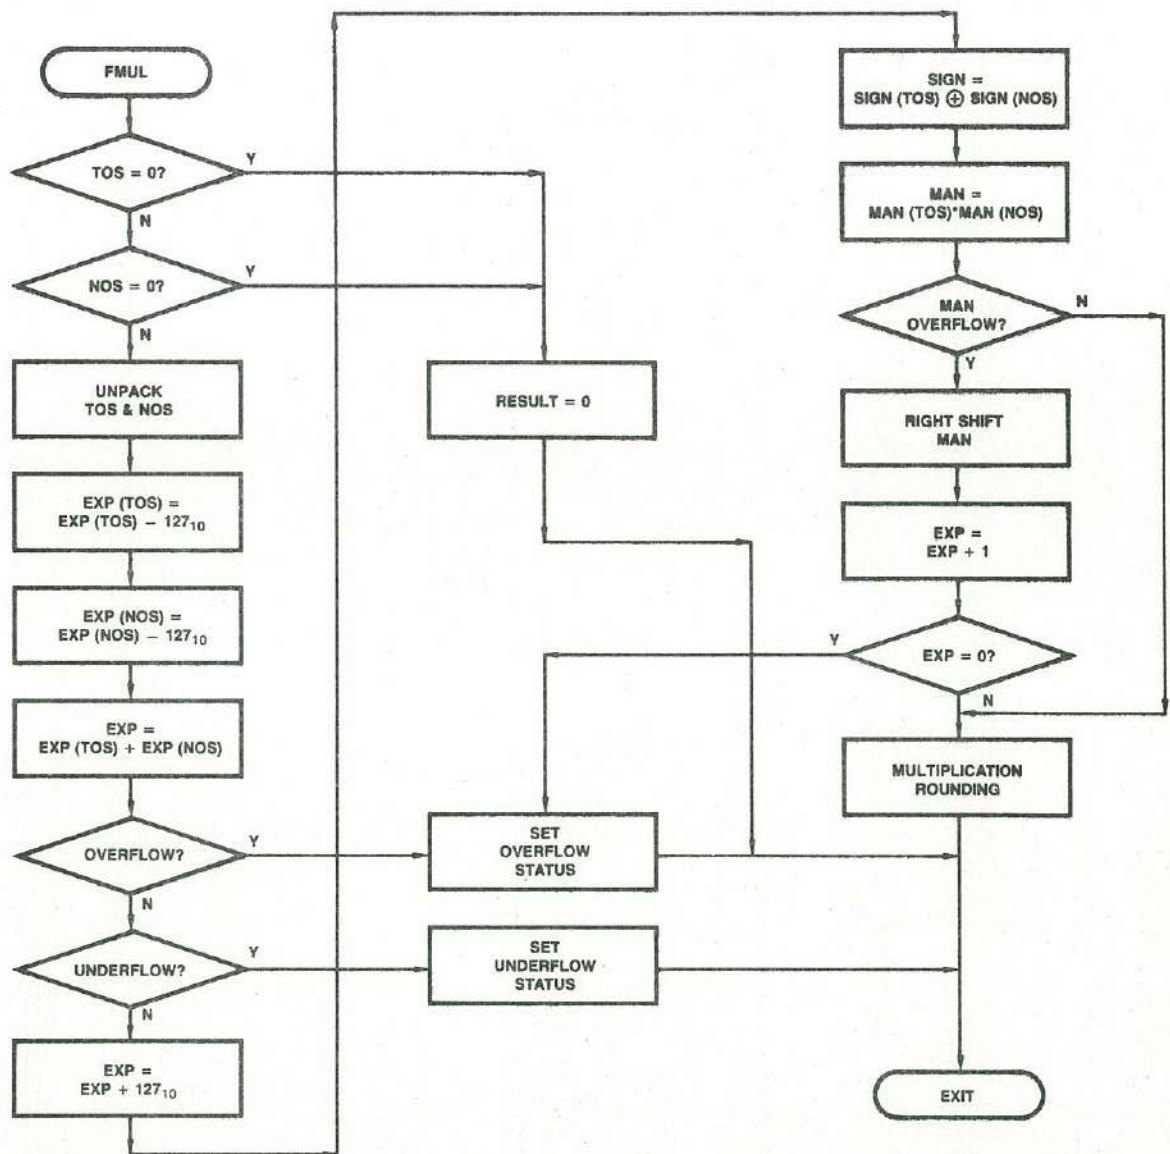 FMUL
TOS = 0?
Y
N
NOS = 0?
Y
N
UNPACK
TOS & NOS
EXP (TOS) =
EXP (TOS) − 127₁₀
EXP (NOS) =
EXP (NOS) − 127₁₀
EXP =
EXP (TOS) + EXP (NOS)
OVERFLOW?
Y
N
UNDERFLOW?
Y
N
EXP =
EXP + 127₁₀
RESULT = 0
SET
OVERFLOW
STATUS
SET
UNDERFLOW
STATUS
SIGN =
SIGN (TOS) ⊕ SIGN (NOS)
MAN =
MAN (TOS)*MAN (NOS)
MAN
OVERFLOW?
N
Y
RIGHT SHIFT
MAN
EXP =
EXP + 1
EXP = 0?
Y
N
MULTIPLICATION
ROUNDING
EXIT